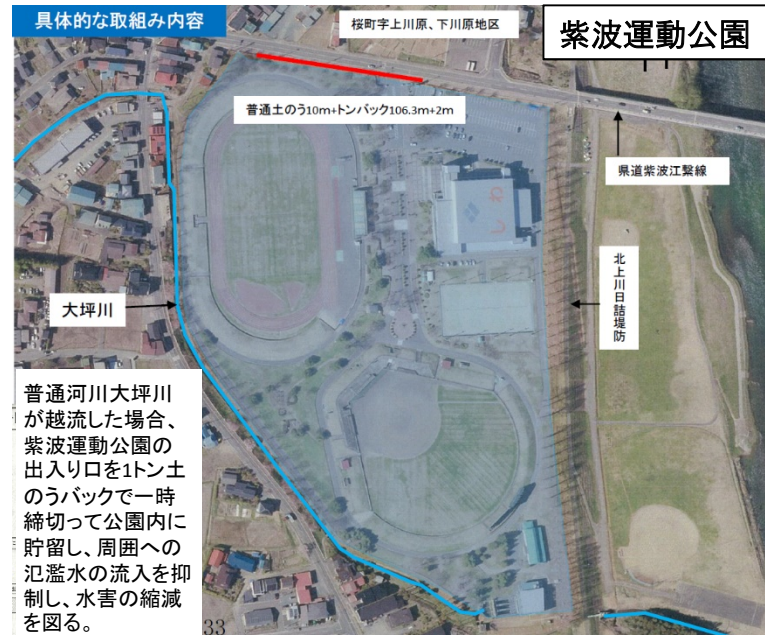 具体的な取組み内容
桜町字上川原、下川原地区
紫波運動公園
普通土のう10m+トンバック106.3m+2m
県道紫波江繋線
しわ
北上川日詰堤防
大坪川
普通河川大坪川
が越流した場合、
紫波運動公園の
出入り口を1トン土
のうバックで一時
締切って公園内に
貯留し、周囲への
氾濫水の流入を抑
制し、水害の縮減
を図る。
33